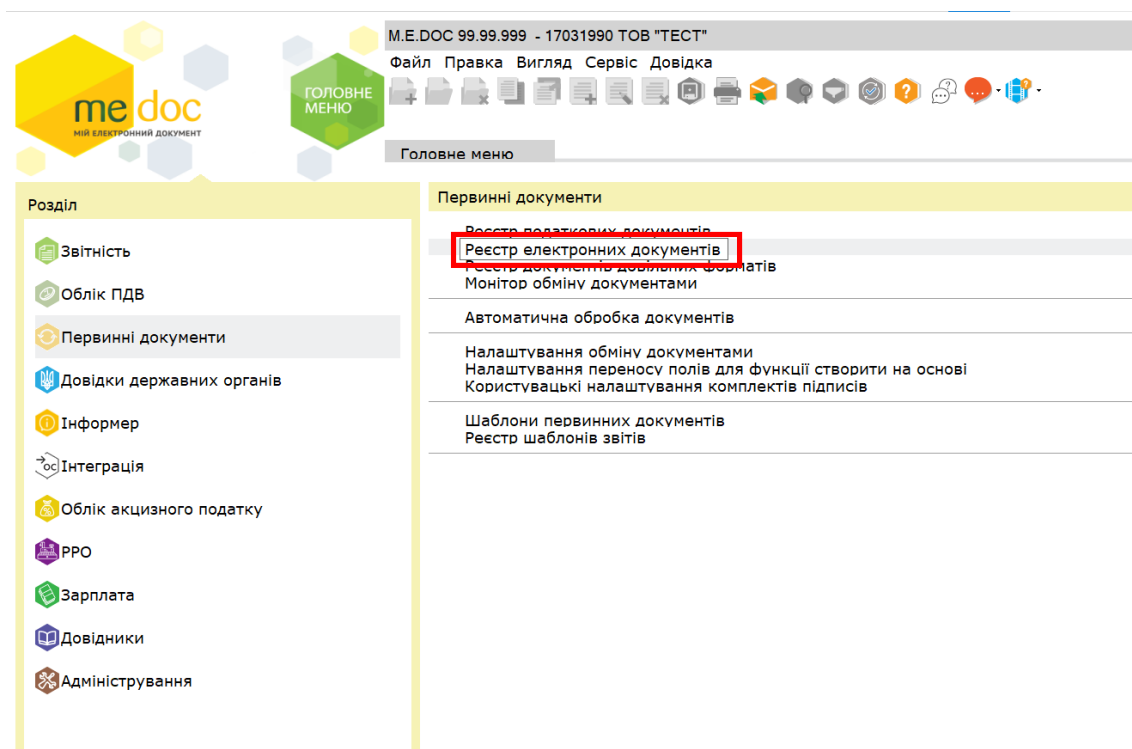 M.E.DOC 99.99.999 - 17031990 ТОВ "ТЕСТ"
Файл Правка Вигляд Сервіс Довідка
me doc
МІЙ ЕЛЕКТРОННИЙ ДОКУМЕНТ
ГОЛОВНЕ
МЕНЮ
Головне меню
Розділ
Звітність
Облік ПДВ
Первинні документи
Довідки державних органів
Інформер
Інтеграція
Облік акцизного податку
РРО
Зарплата
Довідники
Адміністрування
Первинні документи
Реєстр податкових документів
Реєстр електронних документів
Реєстр документів довільних форматів
Монітор обміну документами
Автоматична обробка документів
Налаштування обміну документами
Налаштування переносу полів для функції створити на основі
Користувацькі налаштування комплектів підписів
Шаблони первинних документів
Реєстр шаблонів звітів